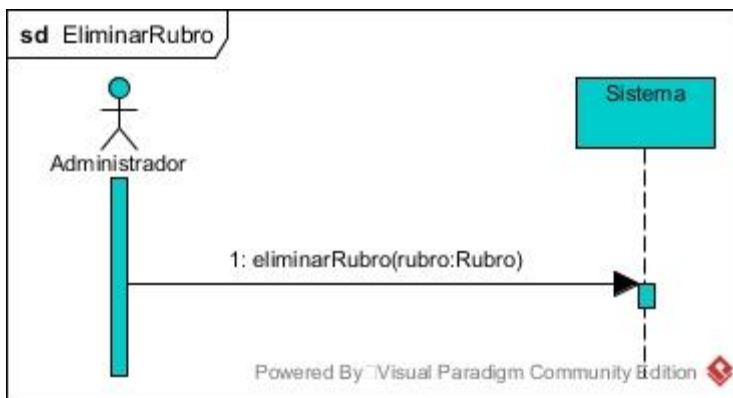 sd EliminarRubro
Sistema
Administrador
1: eliminarRubro(rubro:Rubro)
Powered By Visual Paradigm Community Edition